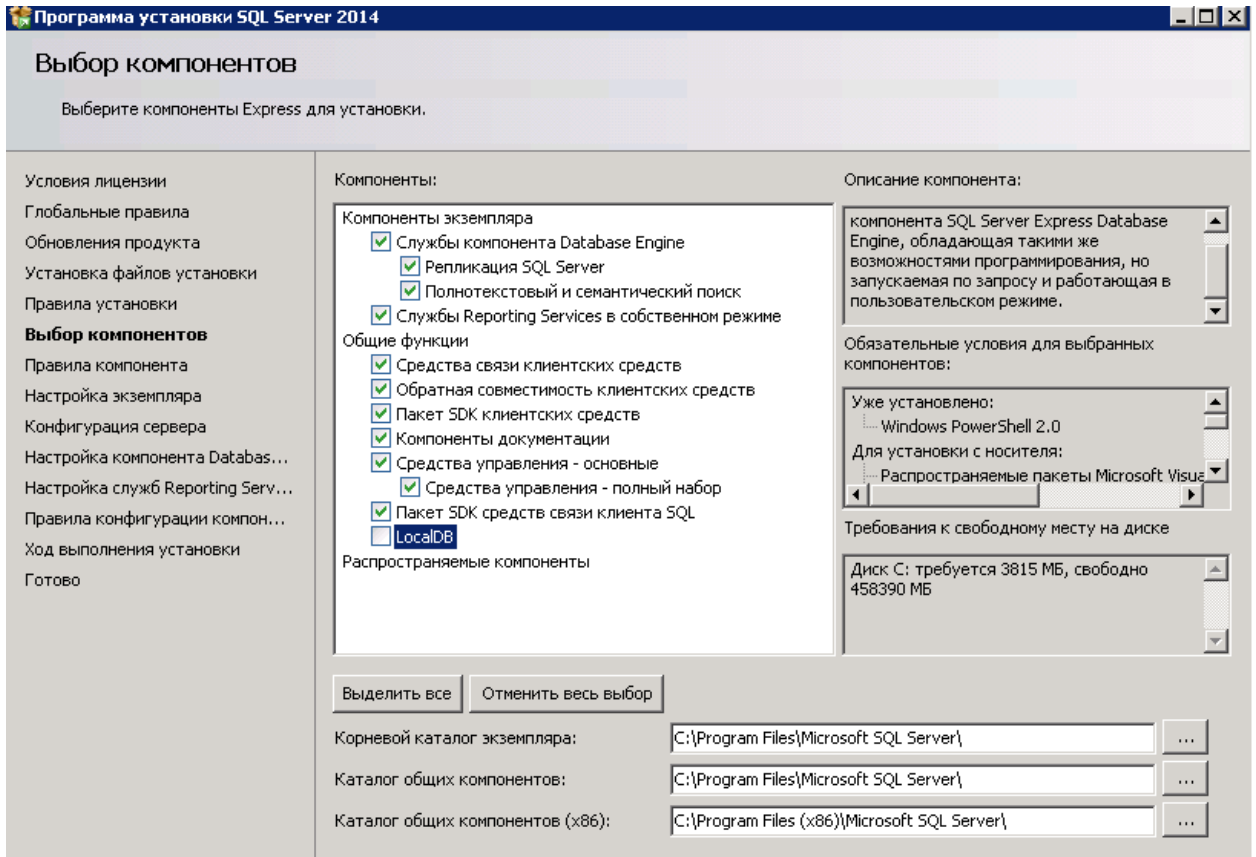 Программа установки SQL Server 2014
Выбор компонентов
Выберите компоненты Express для установки.
Условия лицензии
Глобальные правила
Обновления продукта
Установка файлов установки
Правила установки
Выбор компонентов
Правила компонента
Настройка экземпляра
Конфигурация сервера
Настройка компонента Databas...
Настройка служб Reporting Serv...
Правила конфигурации компон...
Ход выполнения установки
Готово
Компоненты:
Компоненты экземпляра
Службы компонента Database Engine
Репликация SQL Server
Полнотекстовый и семантический поиск
Службы Reporting Services в собственном режиме
Общие функции
Средства связи клиентских средств
Обратная совместимость клиентских средств
Пакет SDK клиентских средств
Компоненты документации
Средства управления - основные
Средства управления - полный набор
Пакет SDK средств связи клиента SQL
LocalDB
Распространяемые компоненты
Описание компонента:
компонента SQL Server Express Database
Engine, обладающая такими же
возможностями программирования, но
запускаемая по запросу и работающая в
пользовательском режиме.
Обязательные условия для выбранных
компонентов:
Уже установлено:
Windows PowerShell 2.0
Для установки с носителя:
Распространяемые пакеты Microsoft Visua
Требования к свободному месту на диске
Диск C: требуется 3815 МБ, свободно
458390 МБ
Выделить все
Отменить весь выбор
Корневой каталог экземпляра:
C:\Program Files\Microsoft SQL Server\
...
Каталог общих компонентов:
C:\Program Files\Microsoft SQL Server\
...
Каталог общих компонентов (x86):
C:\Program Files (x86)\Microsoft SQL Server\
...